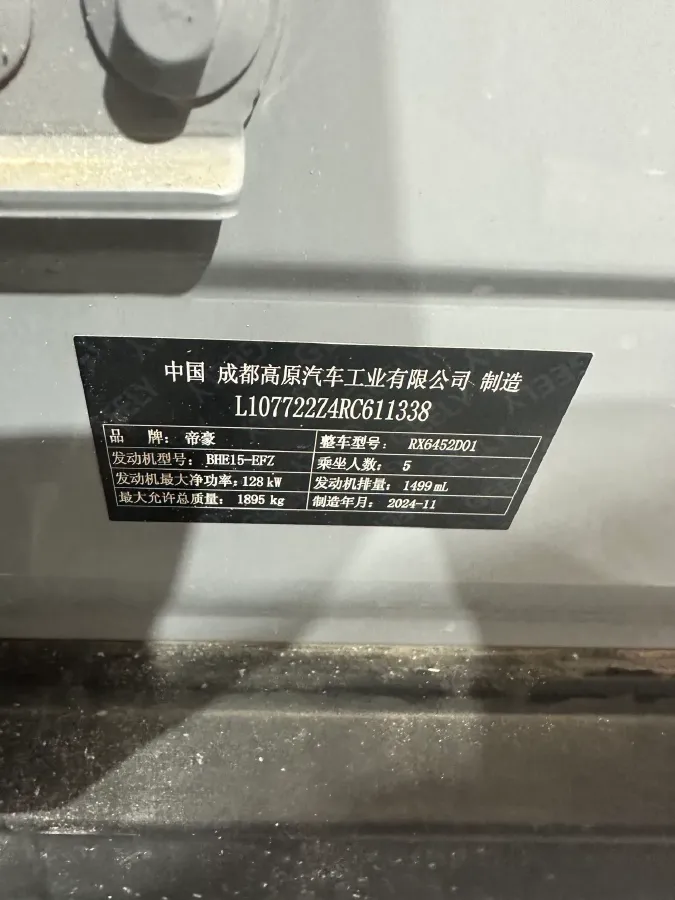 中国 成都高原汽车工业有限公司 制造
L107722Z4RC611338
品 牌: 帝豪 整车型号: RX6452D01
发动机型号: BHE15-EFZ 乘坐人数: 5
发动机最大净功率: 128 kW 发动机排量: 1499 mL
最大允许总质量: 1895 kg 制造年月: 2024-11